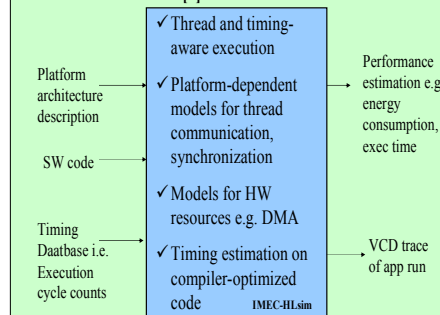 Platform
architecture
description
SW code
Timing
Daatbase i.e.
Execution
cycle counts
✓ Thread and timing-
aware execution
✓ Platform-dependent
models for thread
communication,
synchronization
✓ Models for HW
resources e.g. DMA
✓ Timing estimation on
compiler-optimized
code
IMEC-HLsim
Performance
estimation e.g
energy
consumption,
exec time
VCD trace
of app run